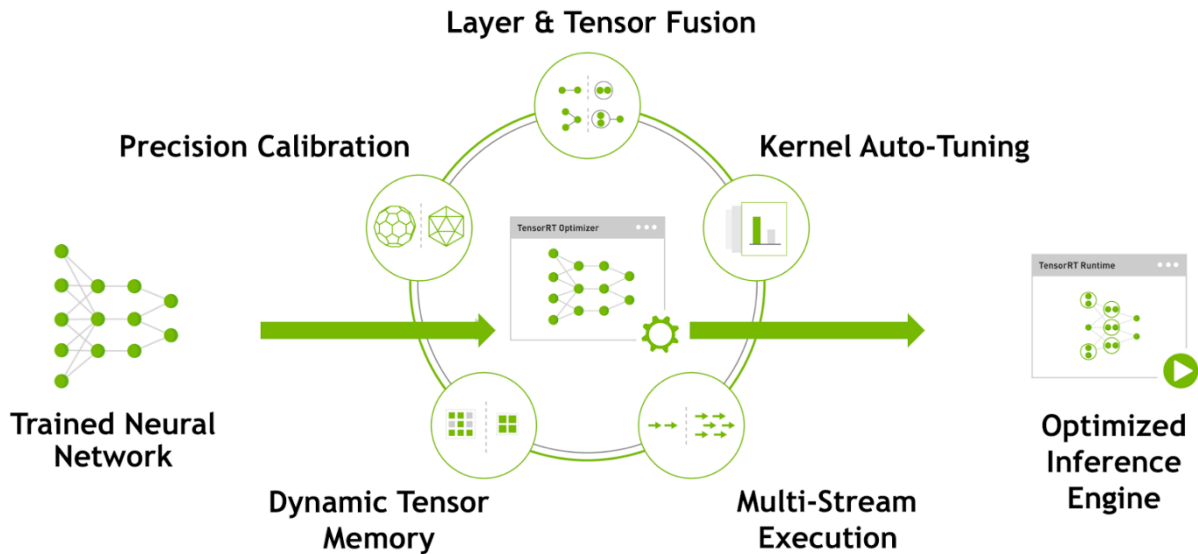 Layer & Tensor Fusion
Precision Calibration
Kernel Auto-Tuning
TensorRT Optimizer
TensorRT Runtime
Trained Neural
Network
Optimized
Inference
Engine
Dynamic Tensor
Memory
Multi-Stream
Execution